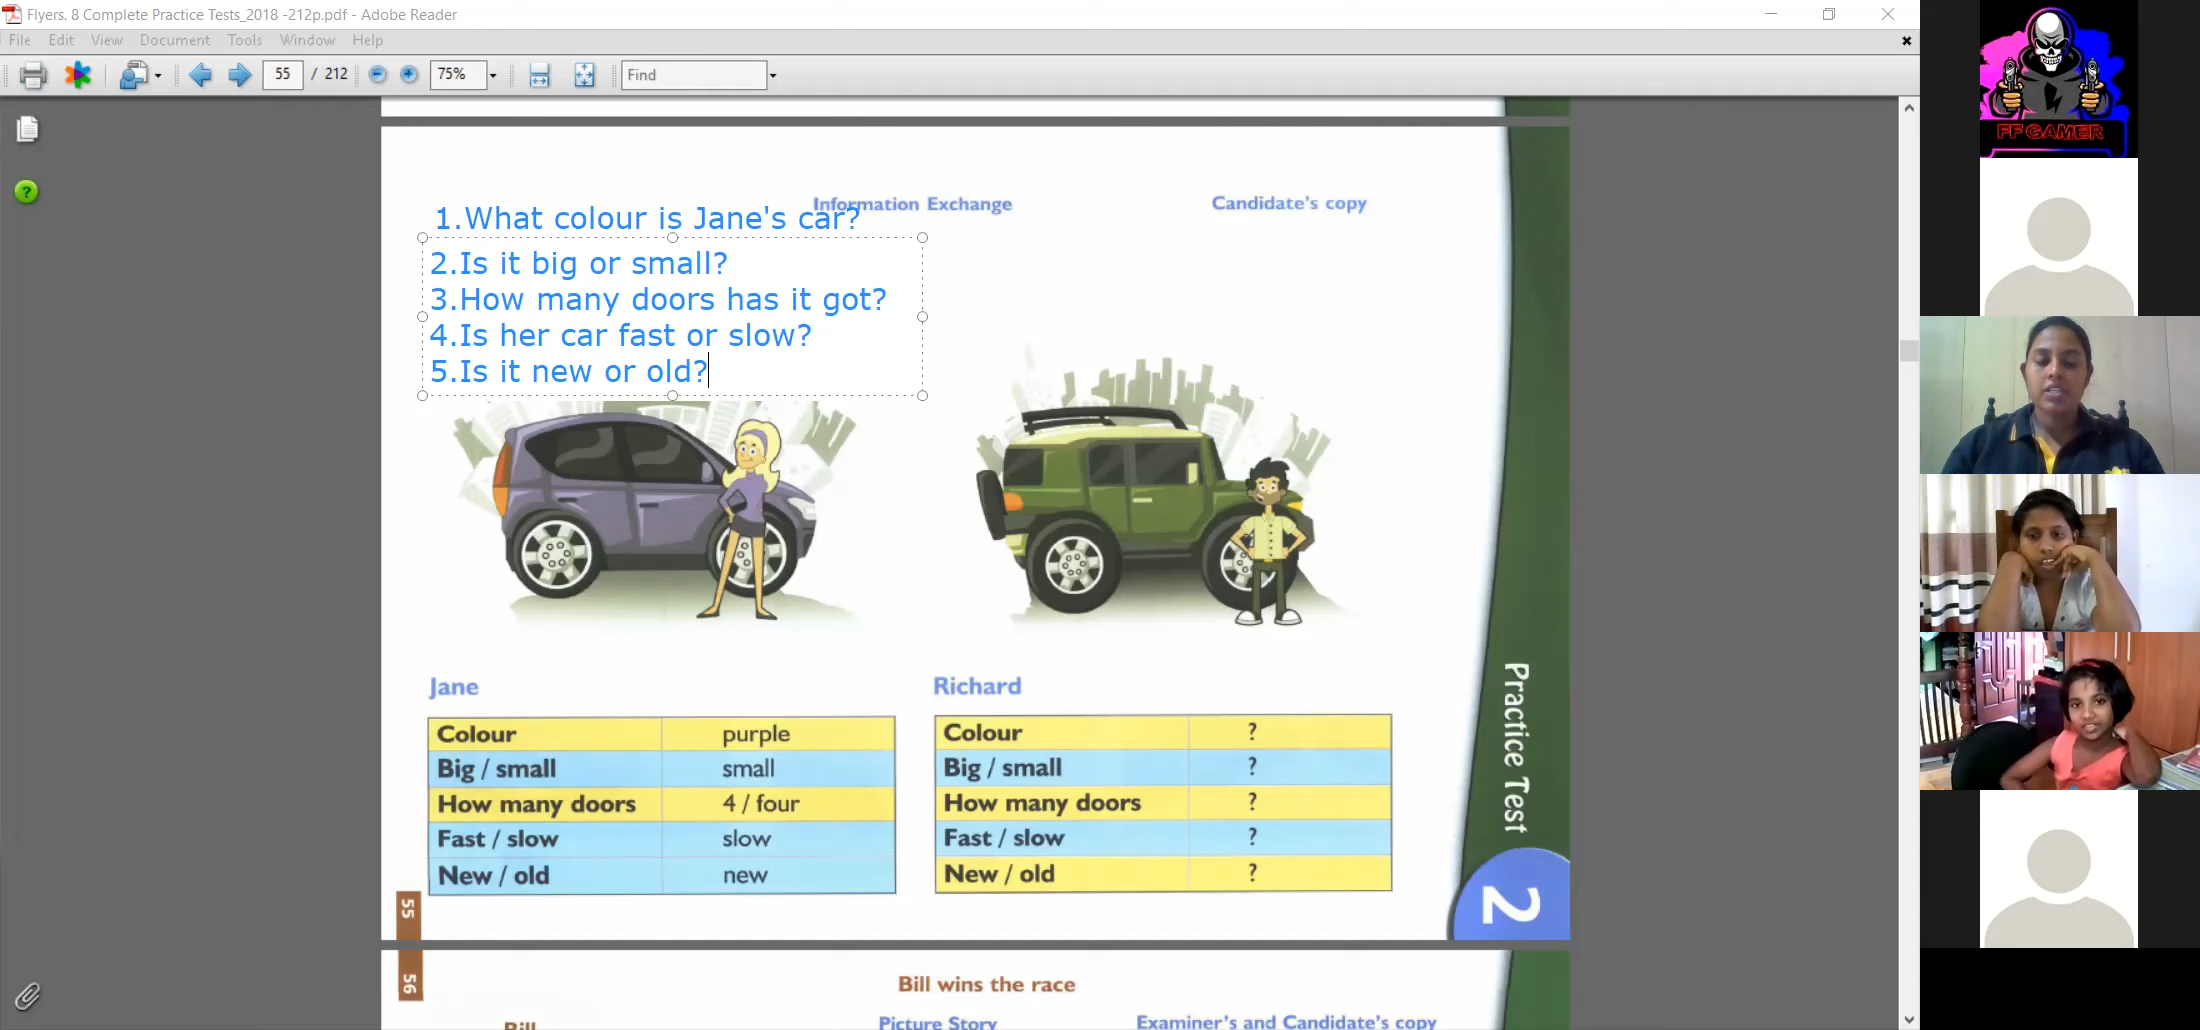 Flyers. 8 Complete Practice Tests_2018 -212p.pdf - Adobe Reader
File Edit View Document Tools Window Help
55 / 212 75% Find
FF GAMER
Information Exchange Candidate's copy
1.What colour is Jane's car?
2.Is it big or small?
3.How many doors has it got?
4.Is her car fast or slow?
5.Is it new or old?
Jane
Colour purple
Big / small small
How many doors 4 / four
Fast / slow slow
New / old new
Richard
Colour ?
Big / small ?
How many doors ?
Fast / slow ?
New / old ?
Practice Test
2
55
56
Bill wins the race
Bill
Picture Story Examiner's and Candidate's copy